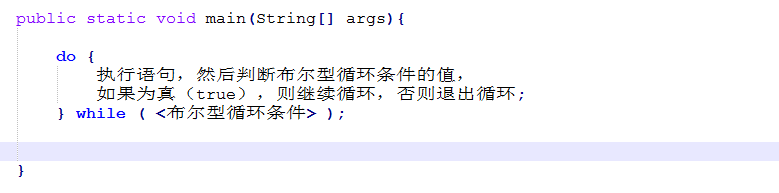 public static void main(String[] args){
do {
执行语句，然后判断布尔型循环条件的值，
如果为真（true），则继续循环，否则退出循环;
} while ( <布尔型循环条件> );
}